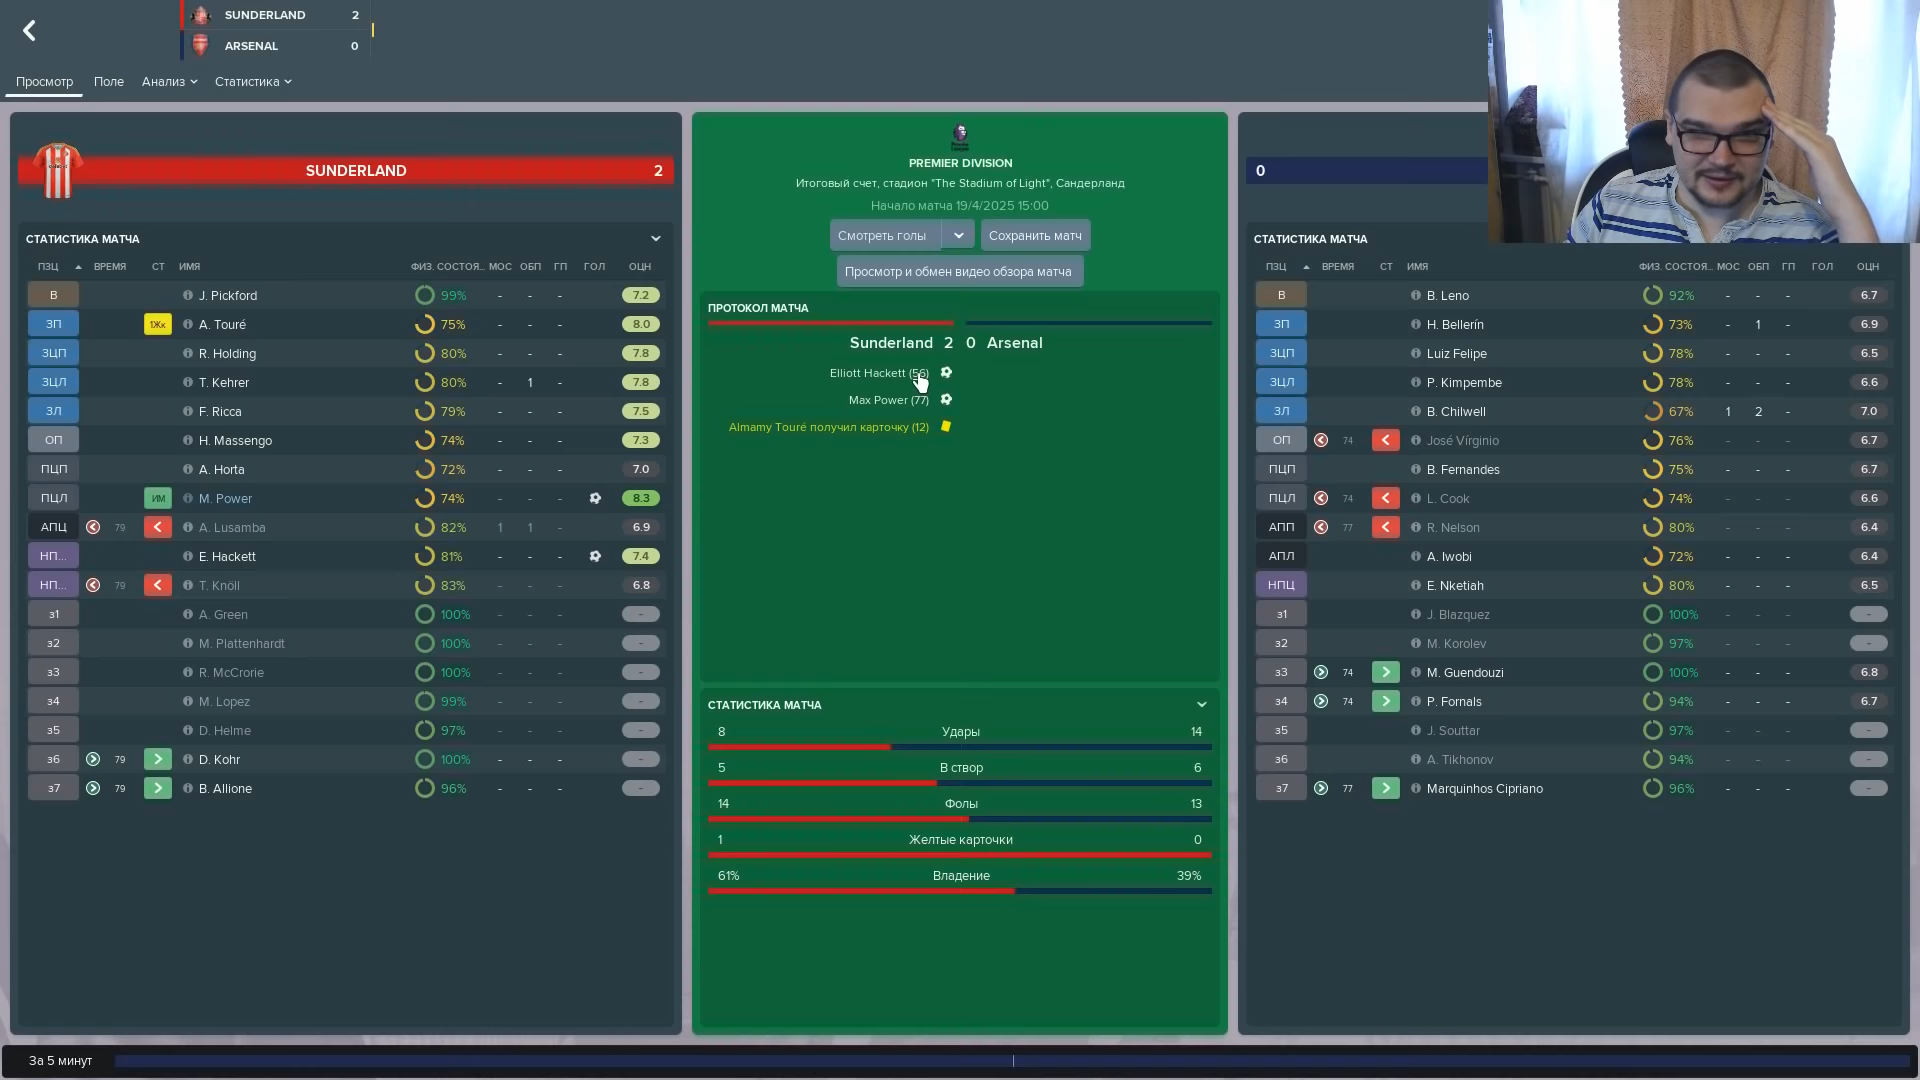 SUNDERLAND 2
ARSENAL 0
Просмотр Поле Анализ Статистика
SUNDERLAND 2
СТАТИСТИКА МАТЧА
ПЗЦ ВРЕМЯ СТ ИМЯ ФИЗ. СОСТОЯ... МОС ОБП ГП ГОЛ ОЦН
В J. Pickford 99% - - - 7.2
ЗП 1Жк A. Touré 75% - - - 8.0
ЗЦП R. Holding 80% - - - 7.8
ЗЦЛ T. Kehrer 80% - 1 - 7.8
ЗЛ F. Ricca 79% - - - 7.5
ОП H. Massengo 74% - - - 7.3
ПЦП A. Horta 72% - - - 7.0
ПЦЛ ИМ M. Power 74% - - - 8.3
АПЦ 79 A. Lusamba 82% 1 1 - 6.9
НП... E. Hackett 81% - - - 7.4
НП... 79 T. Knöll 83% - - - 6.8
з1 A. Green 100% - - - -
з2 M. Plattenhardt 100% - - - -
з3 R. McCrorie 100% - - - -
з4 M. Lopez 99% - - - -
з5 D. Helme 97% - - - -
з6 79 D. Kohr 100% - - - -
з7 79 B. Allione 96% - - - -
PREMIER DIVISION
Итоговый счет, стадион "The Stadium of Light", Сандерланд
Начало матча 19/4/2025 15:00
Смотреть голы Сохранить матч
Просмотр и обмен видео обзора матча
ПРОТОКОЛ МАТЧА
Sunderland 2 0 Arsenal
Elliott Hackett (56)
Max Power (77)
Almamy Touré получил карточку (12)
СТАТИСТИКА МАТЧА
8 Удары 14
5 В створ 6
14 Фолы 13
1 Желтые карточки 0
61% Владение 39%
0
СТАТИСТИКА МАТЧА
ПЗЦ ВРЕМЯ СТ ИМЯ ФИЗ. СОСТОЯ... МОС ОБП ГП ГОЛ ОЦН
В B. Leno 92% - - - 6.7
ЗП H. Bellerín 73% - 1 - 6.9
ЗЦП Luiz Felipe 78% - - - 6.5
ЗЦЛ P. Kimpembe 78% - - - 6.6
ЗЛ B. Chilwell 67% 1 2 - 7.0
ОП 74 José Vírginio 76% - - - 6.7
ПЦП B. Fernandes 75% - - - 6.7
ПЦЛ 74 L. Cook 74% - - - 6.6
АПП 77 R. Nelson 80% - - - 6.4
АПЛ A. Iwobi 72% - - - 6.4
НПЦ E. Nketiah 80% - - - 6.5
з1 J. Blazquez 100% - - - -
з2 M. Korolev 97% - - - -
з3 74 M. Guendouzi 100% - - - 6.8
з4 74 P. Fornals 94% - - - 6.7
з5 J. Souttar 97% - - - -
з6 A. Tikhonov 94% - - - -
з7 77 Marquinhos Cipriano 96% - - - -
За 5 минут